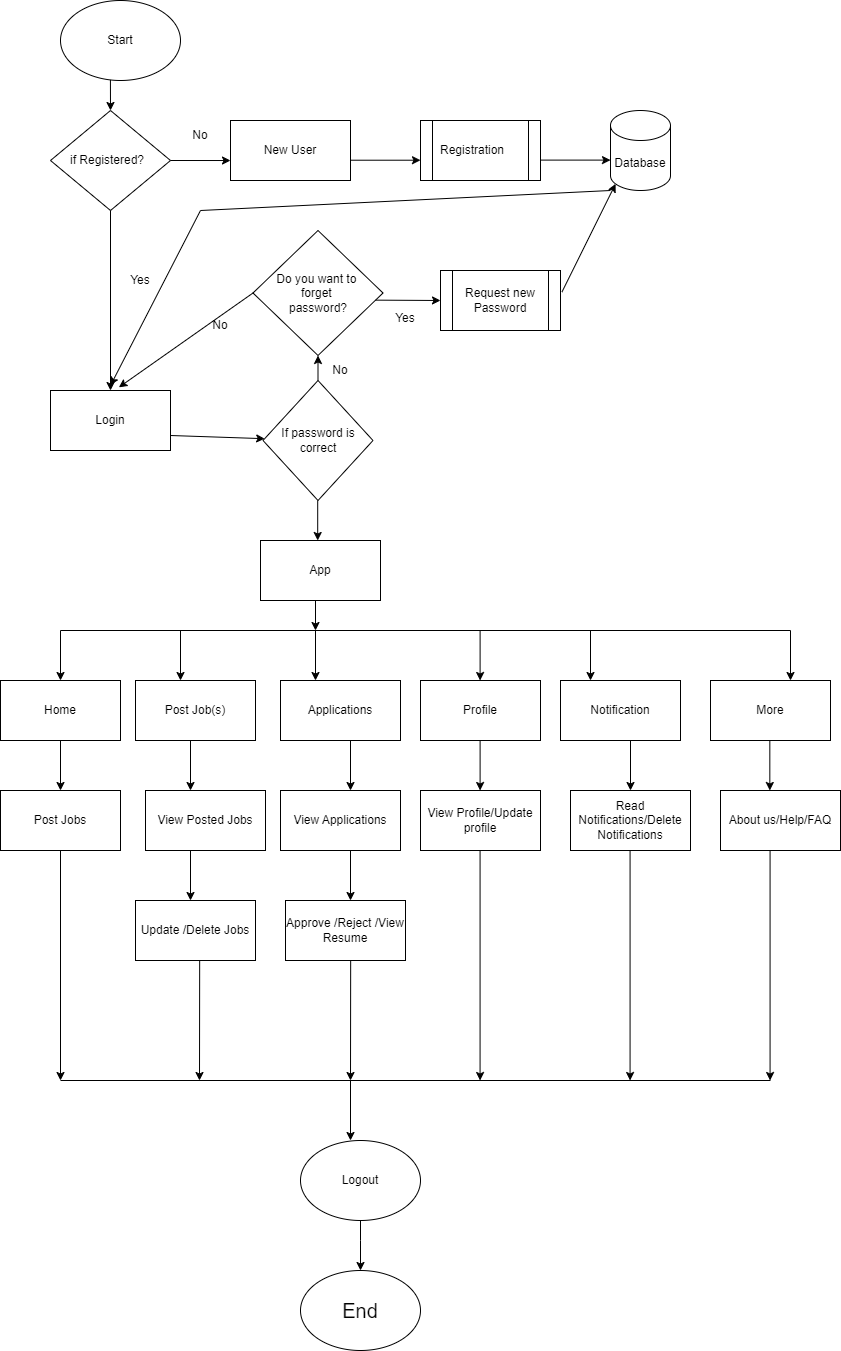 Start
No
if Registered?
New User
Registration
Database
Yes
Do you want to
forget
password?
Request new
Password
No
Yes
No
Login
If password is
correct
App
Home
Post Job(s)
Applications
Profile
Notification
More
Post Jobs
View Posted Jobs
View Applications
View Profile/Update
profile
Read
Notifications/Delete
Notifications
About us/Help/FAQ
Update /Delete Jobs
Approve /Reject /View
Resume
Logout
End